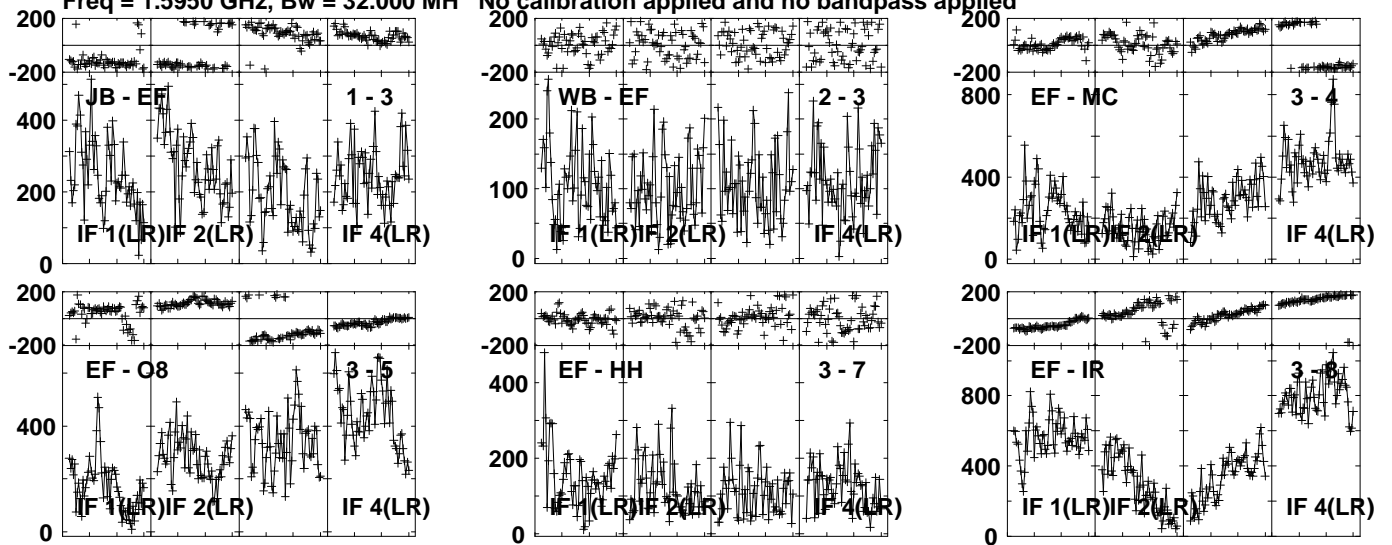 Freq = 1.5950 GHz, Bw = 32.000 MH No calibration applied and no bandpass applied
200
-200
JB - EF 1 - 3
400
200
0
IF 1(LR) IF 2(LR) IF 4(LR)
200
-200
WB - EF 2 - 3
200
100
0
IF 1(LR) IF 2(LR) IF 4(LR)
200
-200
EF - MC 3 - 4
800
400
0
IF 1(LR) IF 2(LR) IF 4(LR)
200
-200
EF - O8 3 - 5
400
0
IF 1(LR) IF 2(LR) IF 4(LR)
200
-200
EF - HH 3 - 7
400
200
0
IF 1(LR) IF 2(LR) IF 4(LR)
200
-200
EF - IR 3 - 8
800
400
0
IF 1(LR) IF 2(LR) IF 4(LR)